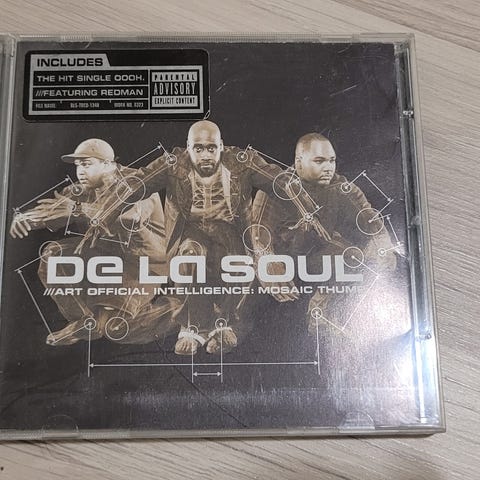 INCLUDES
THE HIT SINGLE OOOH.
///FEATURING REDMAN
PARENTAL
ADVISORY
EXPLICIT CONTENT
De La SOUL
///ART OFFICIAL INTELLIGENCE: MOSAIC THUMP